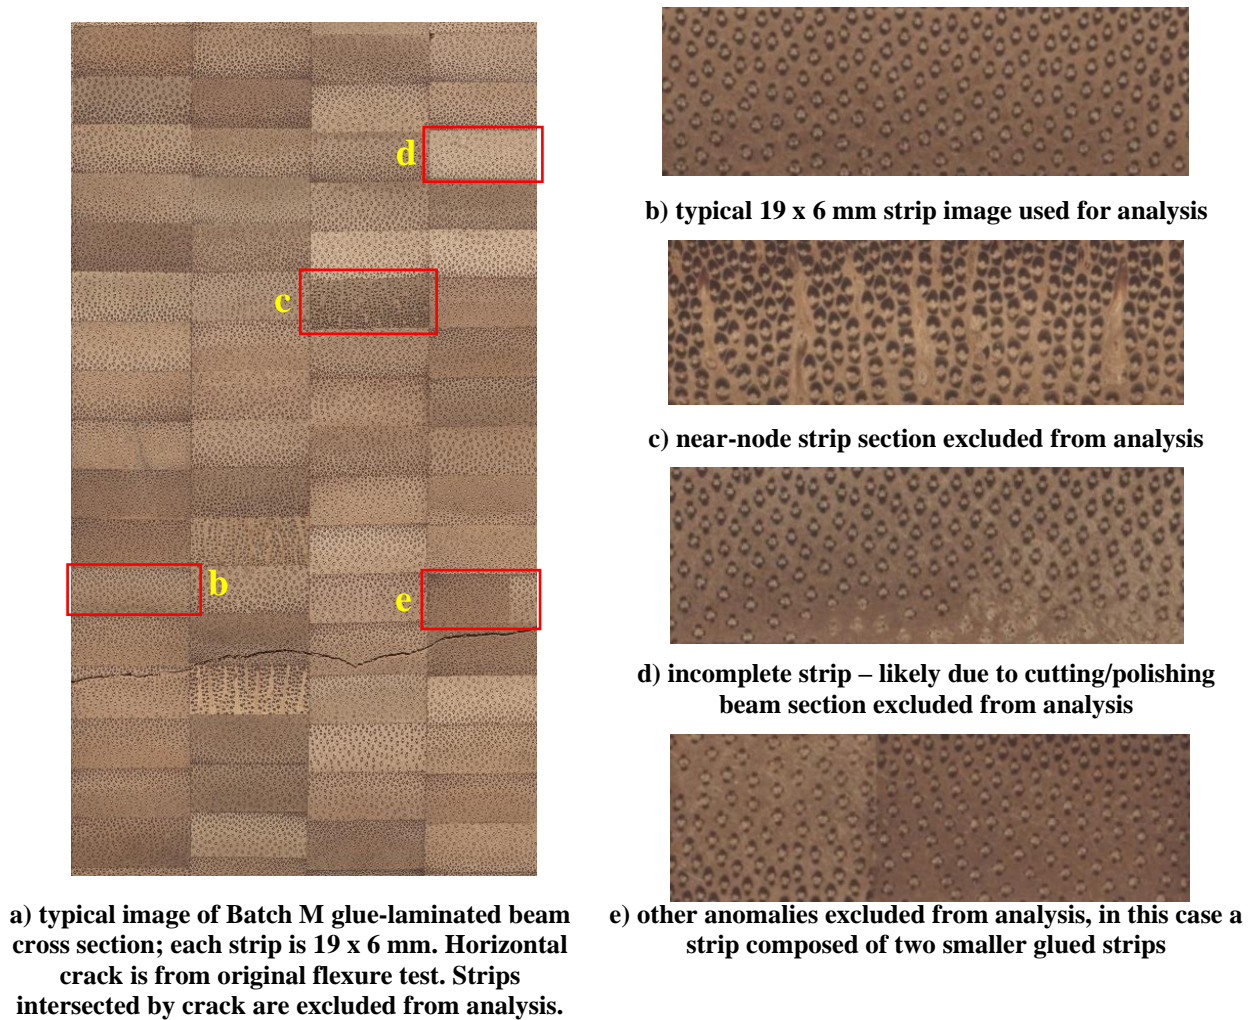 d
c
b
e
a) typical image of Batch M glue-laminated beam
cross section; each strip is 19 x 6 mm. Horizontal
crack is from original flexure test. Strips
intersected by crack are excluded from analysis.
b) typical 19 x 6 mm strip image used for analysis
c) near-node strip section excluded from analysis
d) incomplete strip – likely due to cutting/polishing
beam section excluded from analysis
e) other anomalies excluded from analysis, in this case a
strip composed of two smaller glued strips